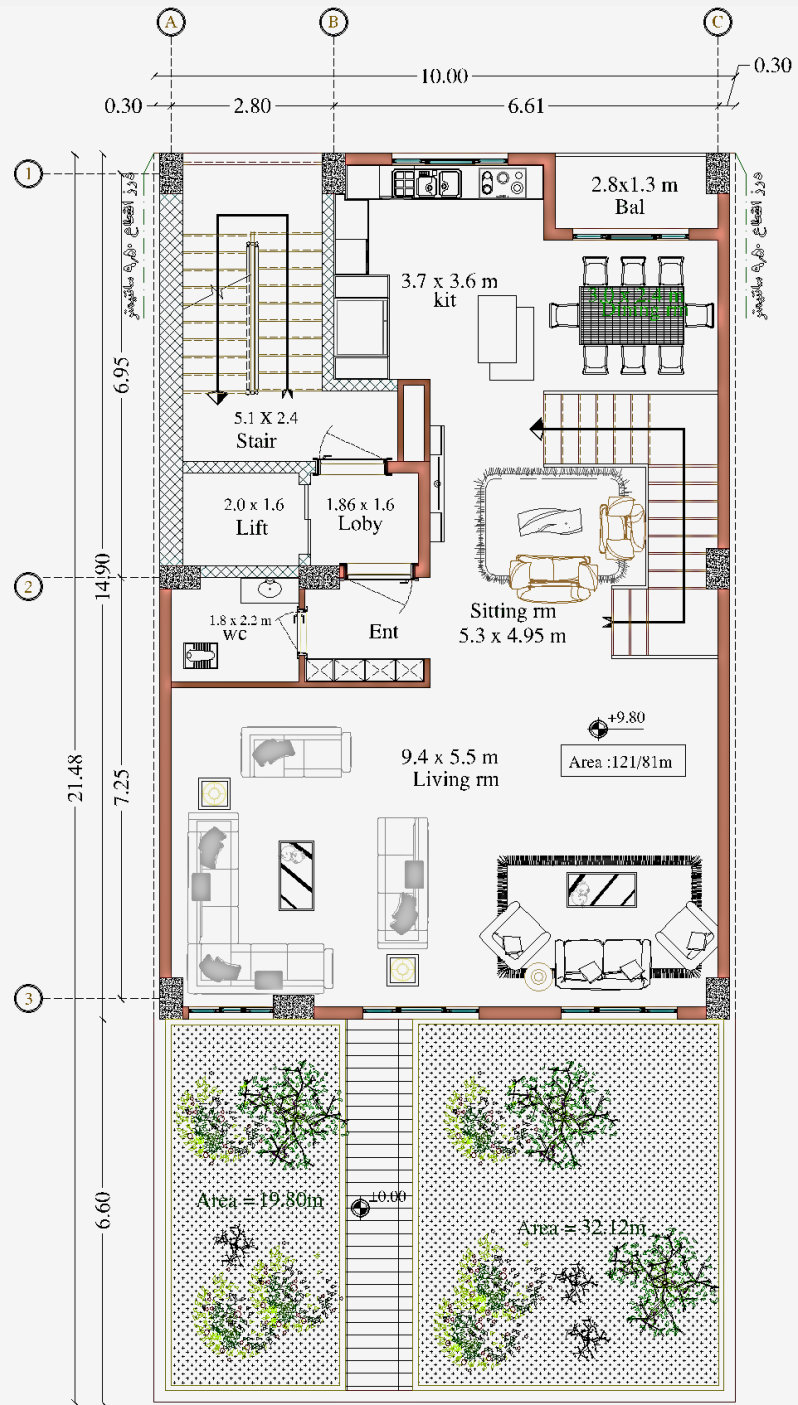 A
B
C
10.00
0.30
0.30
2.80
6.61
1
2.8x1.3 m
Bal
3.7 x 3.6 m
kit
Dining rm
6.95
5.1 X 2.4
Stair
2.0 x 1.6
Lift
1.86 x 1.6
Loby
14.90
2
1.8 x 2.2 m
WC
Ent
Sitting rm
5.3 x 4.95 m
+9.80
Area :121/81m
9.4 x 5.5 m
Living rm
21.48
7.25
3
6.60
Area = 19.80m
±0.00
Area = 32.12m